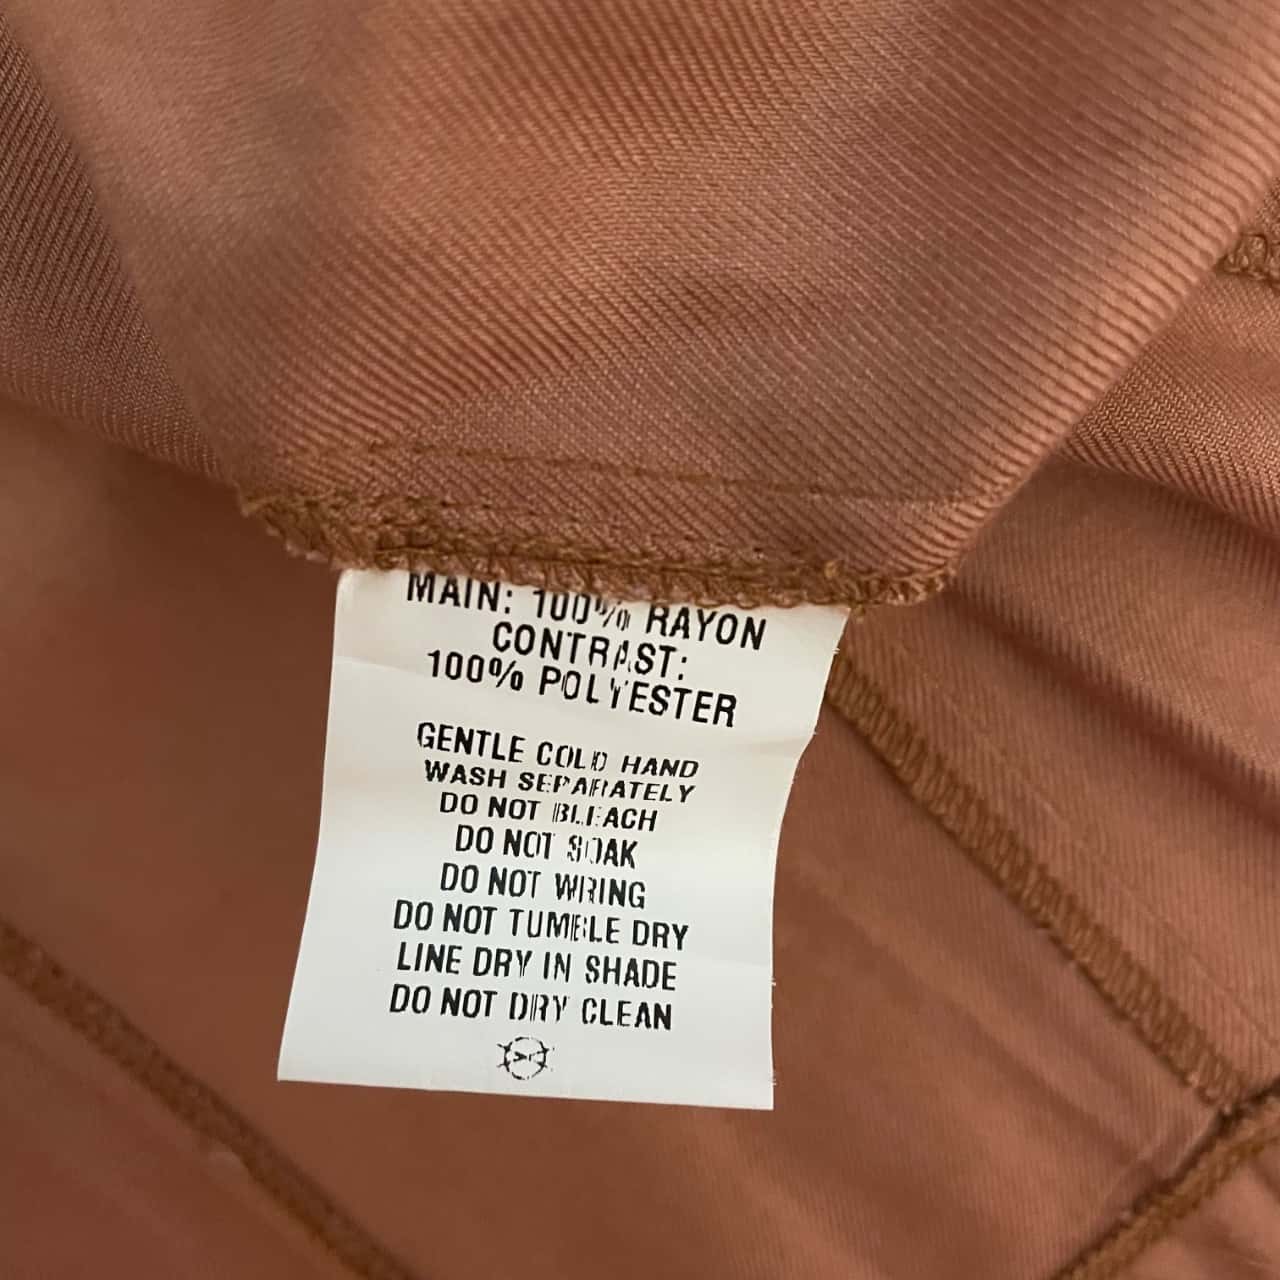 MAIN: 100% RAYON
CONTRAST:
100% POLYESTER
GENTLE COLD HAND
WASH SEPARATELY
DO NOT BLEACH
DO NOT SOAK
DO NOT WRING
DO NOT TUMBLE DRY
LINE DRY IN SHADE
DO NOT DRY CLEAN